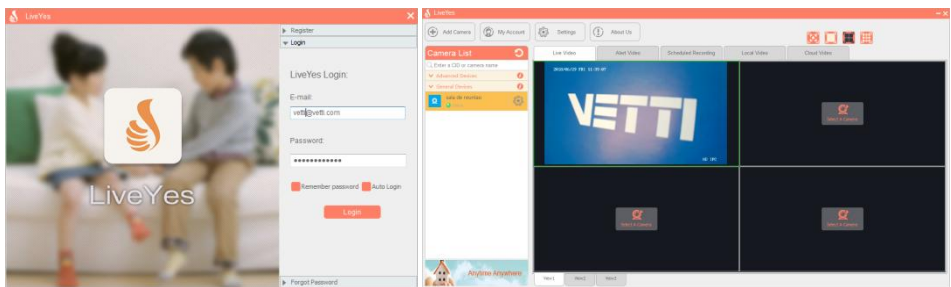 LiveYes
Register
Login
LiveYes Login:
E-mail:
vetti@vetti.com
Password:
************
Remember password Auto Login
Login
Forgot Password
LiveYes
LiveYes
Add Camera My Account Settings About Us
Camera List
Enter a CID or camera name
Advanced Devices
General Devices
Live Video Alert Video Scheduled Recording Local Video Cloud Video
VETTI
HD IPC
Select a Camera
Select a Camera
Select a Camera
Anytime Anywhere
View1 View2 View3